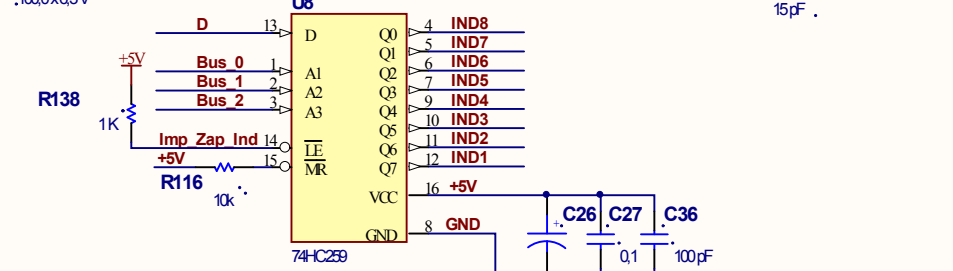 U8
15pF
D 13 D Q0 4 IND8
Q1 5 IND7
+5V Bus_0 1 A1 Q2 6 IND6
Bus_1 2 A2 Q3 7 IND5
R138 Bus_2 3 A3 Q4 9 IND4
1K Q5 10 IND3
Imp_Zap_Ind 14 LE Q6 11 IND2
+5V 15 MR Q7 12 IND1
R116
10k VCC 16 +5V
C26 C27 C36
GND 8 GND
+
0,1 100pF
74HC259